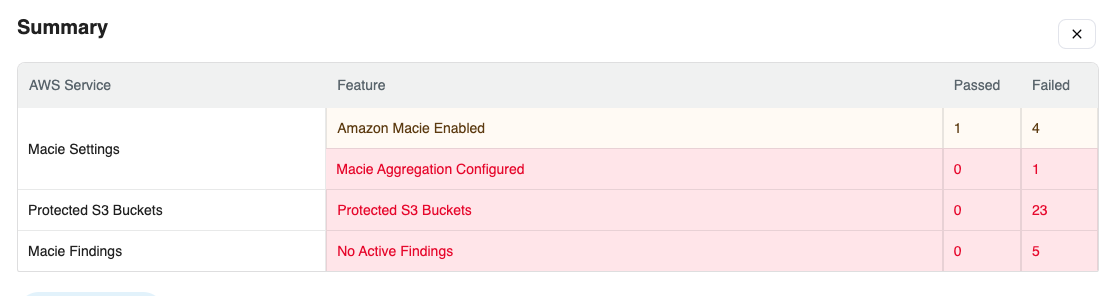 Summary
AWS Service Feature Passed Failed
Macie Settings
Amazon Macie Enabled 1 4
Macie Aggregation Configured 0 1
Protected S3 Buckets Protected S3 Buckets 0 23
Macie Findings No Active Findings 0 5